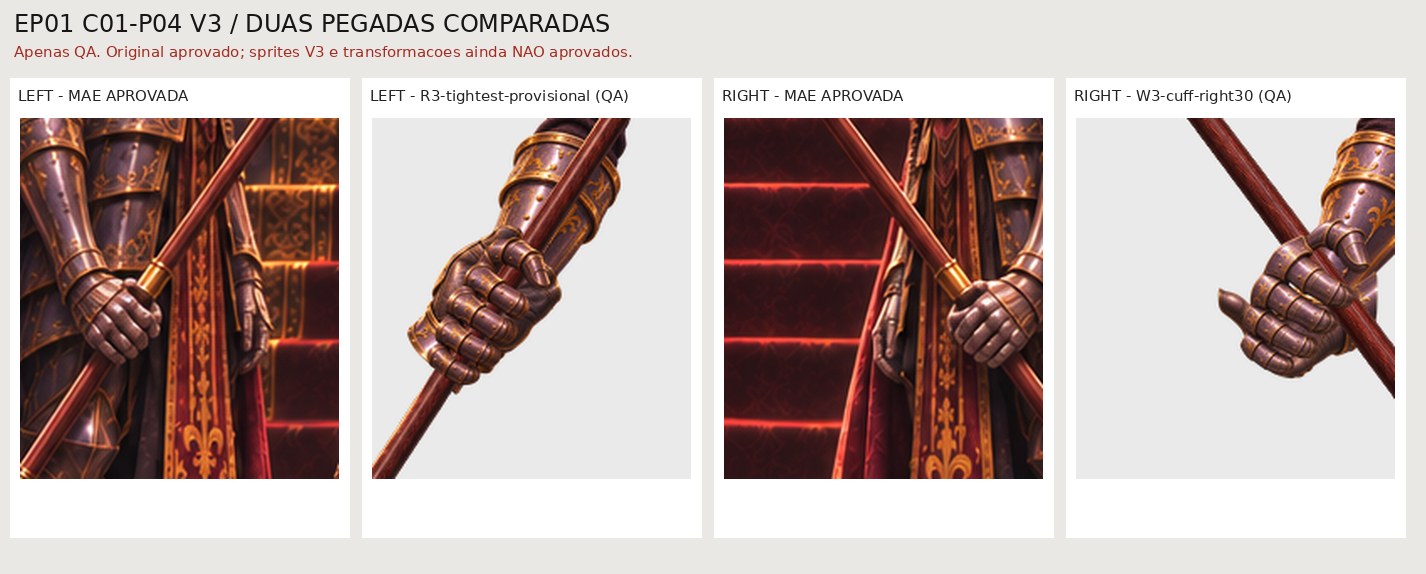 EP01 C01-P04 V3 / DUAS PEGADAS COMPARADAS
Apenas QA. Original aprovado; sprites V3 e transformacoes ainda NAO aprovados.
LEFT - MAE APROVADA
LEFT - R3-tightest-provisional (QA)
RIGHT - MAE APROVADA
RIGHT - W3-cuff-right30 (QA)